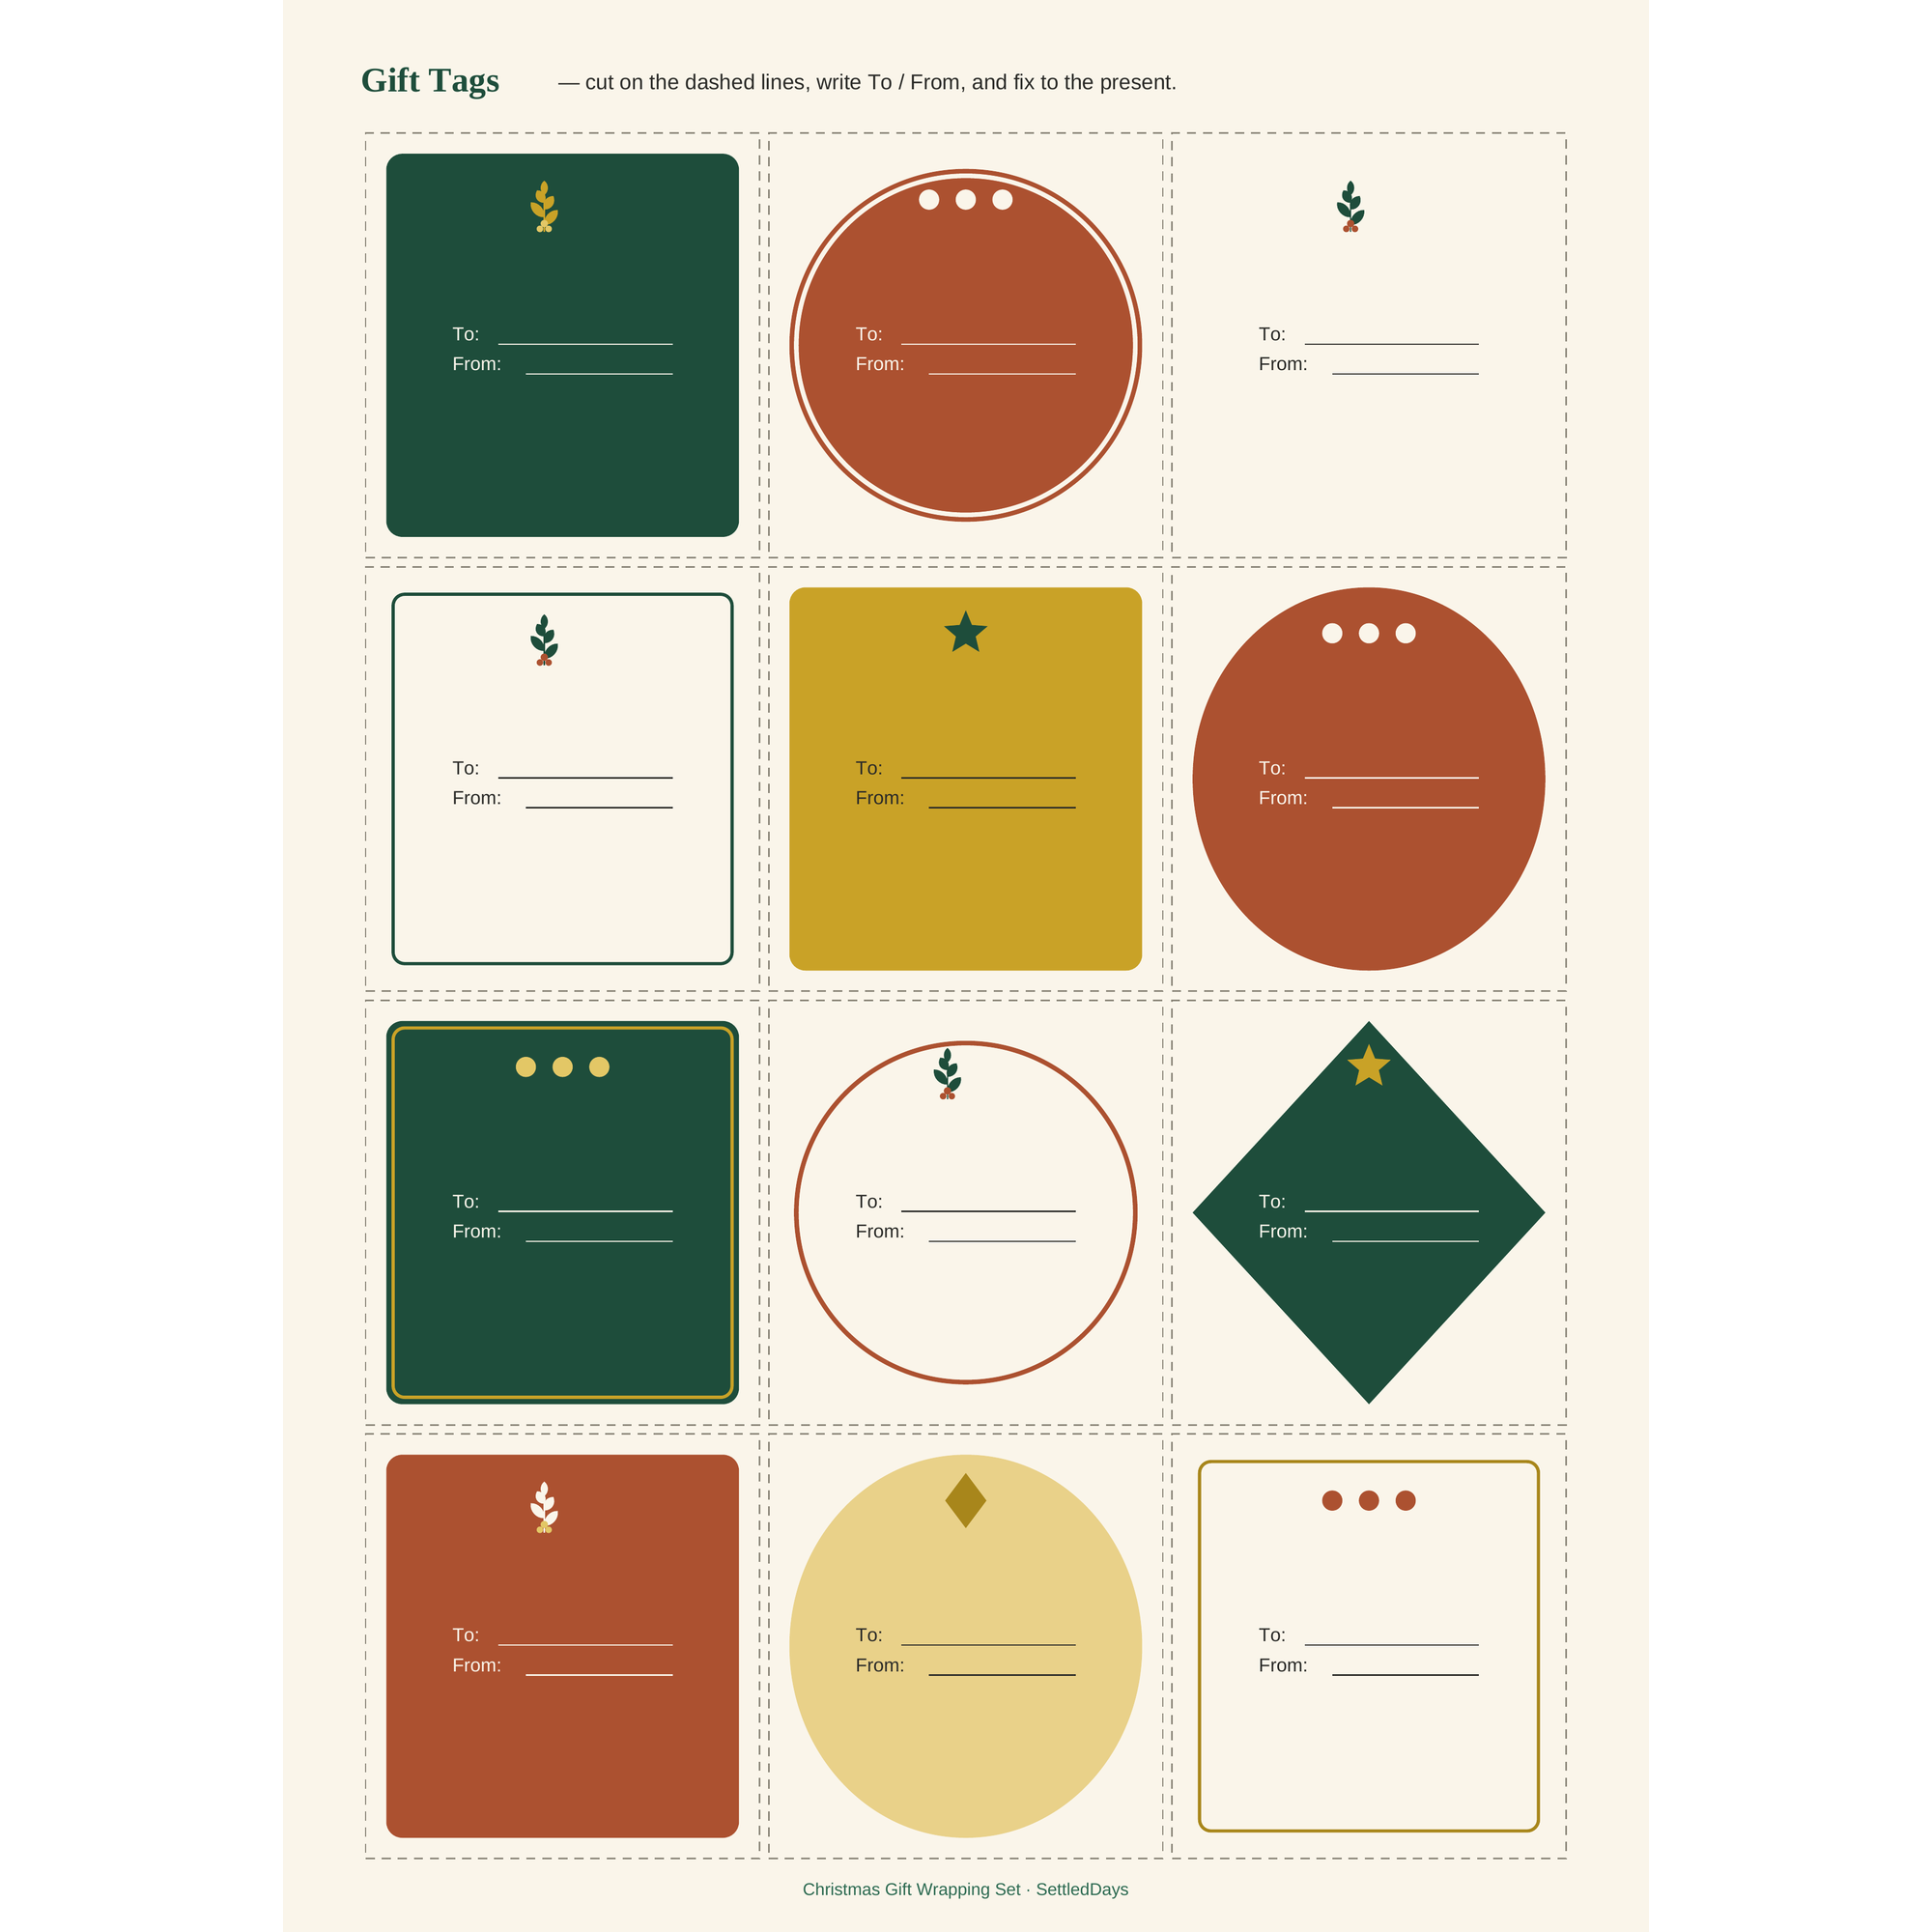 Gift Tags — cut on the dashed lines, write To / From, and fix to the present.
To:
From:
To:
From:
To:
From:
To:
From:
To:
From:
To:
From:
To:
From:
To:
From:
To:
From:
To:
From:
To:
From:
To:
From:
Christmas Gift Wrapping Set · SettledDays